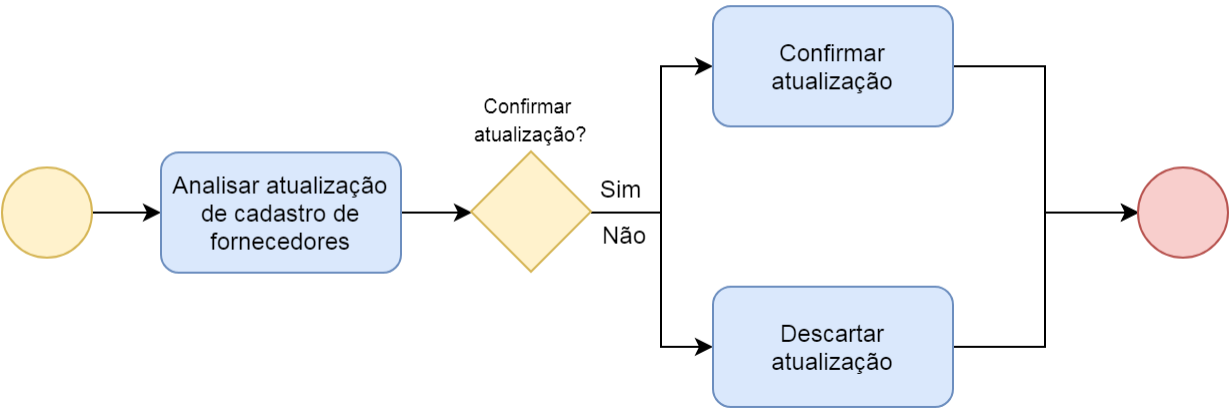 Confirmar
atualização
Confirmar
atualização?
Analisar atualização
de cadastro de
fornecedores
Sim
Não
Descartar
atualização